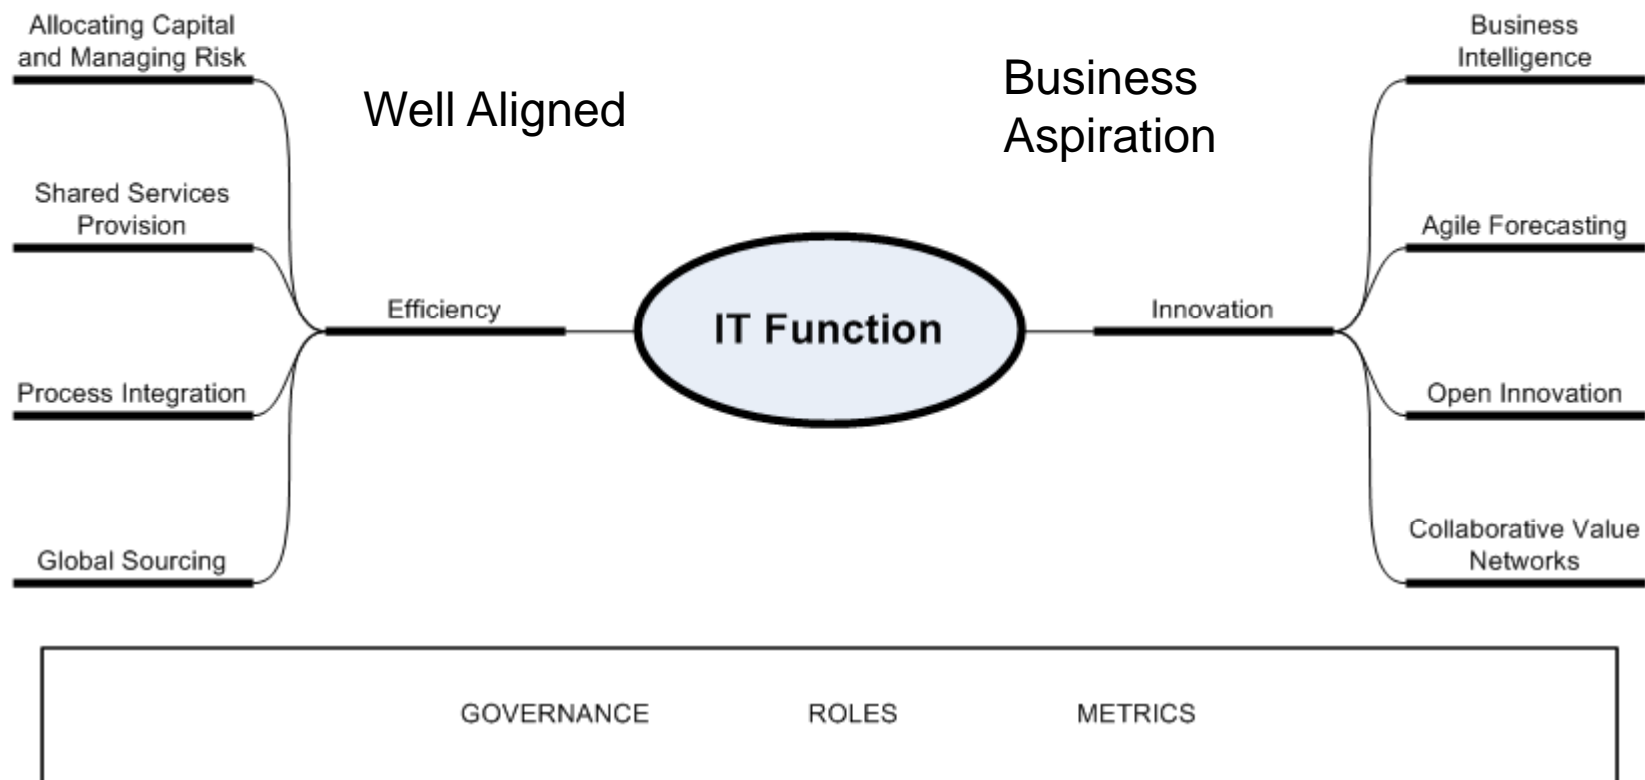 Allocating Capital
and Managing Risk
Well Aligned
Business
Aspiration
Business
Intelligence
Shared Services
Provision
Agile Forecasting
Efficiency
IT Function
Innovation
Process Integration
Open Innovation
Global Sourcing
Collaborative Value
Networks
GOVERNANCE ROLES METRICS